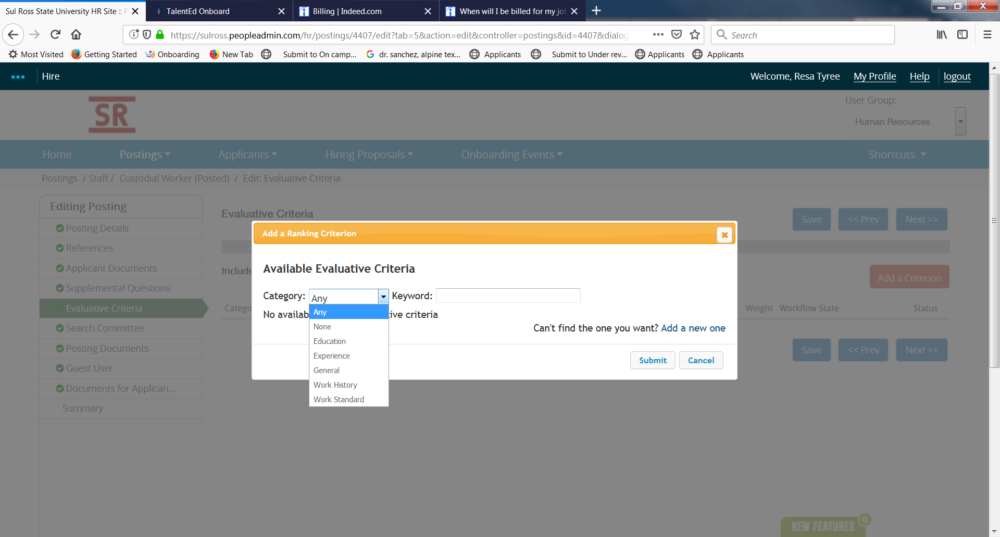 Sul Ross State University HR Site :: P
TalentEd Onboard
Billing | Indeed.com
When will I be billed for my job
https://sulross.peopleadmin.com/hr/postings/4407/edit?tab=5&action=edit&controller=postings&id=4407&dialog
Search
Most Visited
Getting Started
Onboarding
New Tab
Submit to On camp...
dr. sanchez, alpine tex...
Applicants
Submit to Under rev...
Applicants
Applicants
Hire
Welcome, Resa Tyree
My Profile
Help
logout
SR
User Group:
Human Resources
Home
Postings
Applicants
Hiring Proposals
Onboarding Events
Shortcuts
Postings / Staff / Custodial Worker (Posted) / Edit: Evaluative Criteria
Editing Posting
Posting Details
References
Applicant Documents
Supplemental Questions
Evaluative Criteria
Search Committee
Posting Documents
Guest User
Documents for Applican...
Summary
Evaluative Criteria
Save
<< Prev
Next >>
Add a Ranking Criterion
Available Evaluative Criteria
Include
Add a Criterion
Category:
Any
Keyword:
Any
None
Education
Experience
General
Work History
Work Standard
No availab
ive criteria
Can't find the one you want? Add a new one
Submit
Cancel
Catego
Weight
Workflow State
Status
Save
<< Prev
Next >>
NEW FEATURES
0